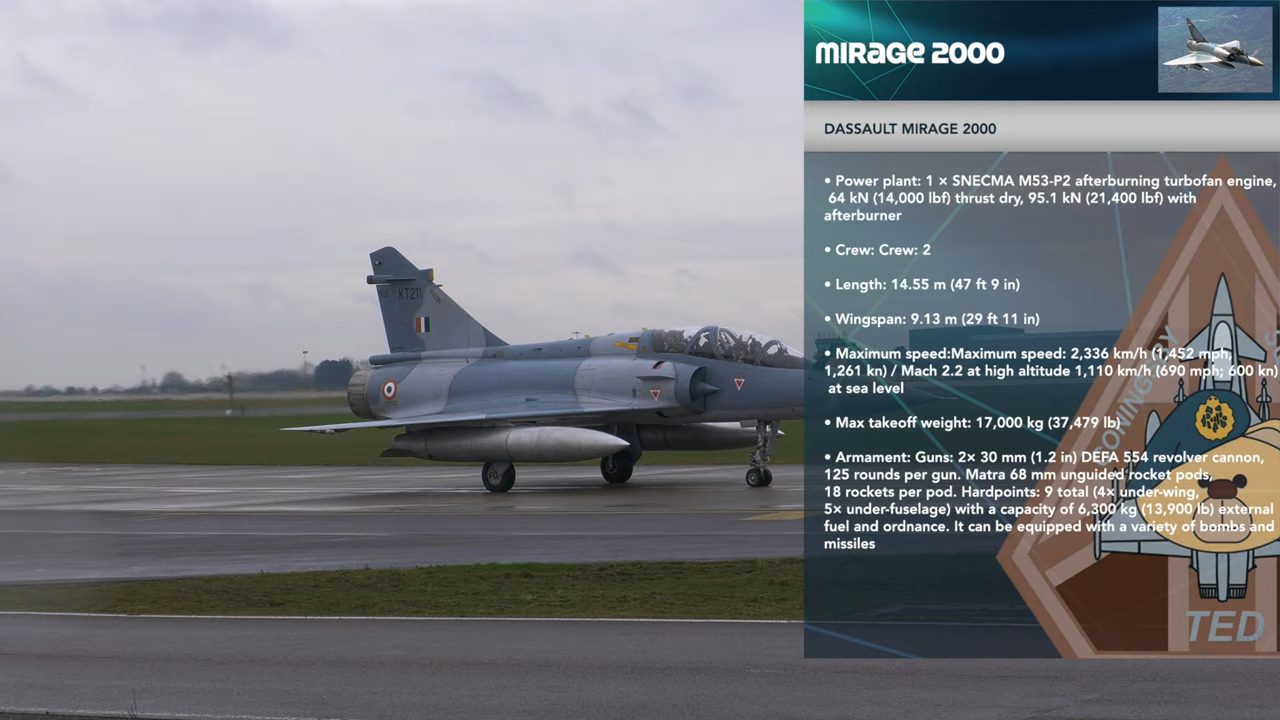 MIRAGE 2000
DASSAULT MIRAGE 2000
• Power plant: 1 × SNECMA M53-P2 afterburning turbofan engine,
64 kN (14,000 lbf) thrust dry, 95.1 kN (21,400 lbf) with
afterburner
• Crew: Crew: 2
• Length: 14.55 m (47 ft 9 in)
• Wingspan: 9.13 m (29 ft 11 in)
• Maximum speed:Maximum speed: 2,336 km/h (1,452 mph,
1,261 kn) / Mach 2.2 at high altitude 1,110 km/h (690 mph; 600 kn)
at sea level
• Max takeoff weight: 17,000 kg (37,479 lb)
• Armament: Guns: 2× 30 mm (1.2 in) DEFA 554 revolver cannon,
125 rounds per gun. Matra 68 mm unguided rocket pods,
18 rockets per pod. Hardpoints: 9 total (4× under-wing,
5× under-fuselage) with a capacity of 6,300 kg (13,900 lb) external
fuel and ordnance. It can be equipped with a variety of bombs and
missiles
KT211
CONINGSBY
TED